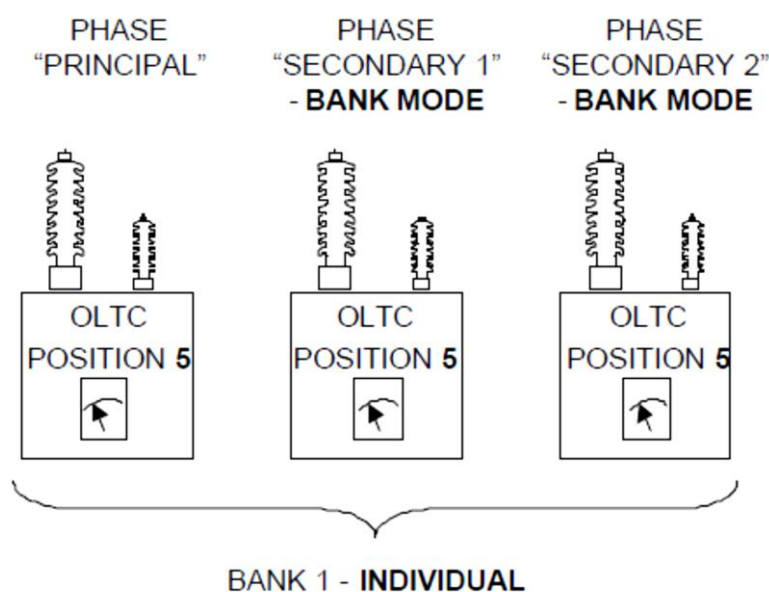 PHASE
"PRINCIPAL"
PHASE
"SECONDARY 1"
- BANK MODE
PHASE
"SECONDARY 2"
- BANK MODE
OLTC
POSITION 5
OLTC
POSITION 5
OLTC
POSITION 5
BANK 1 - INDIVIDUAL